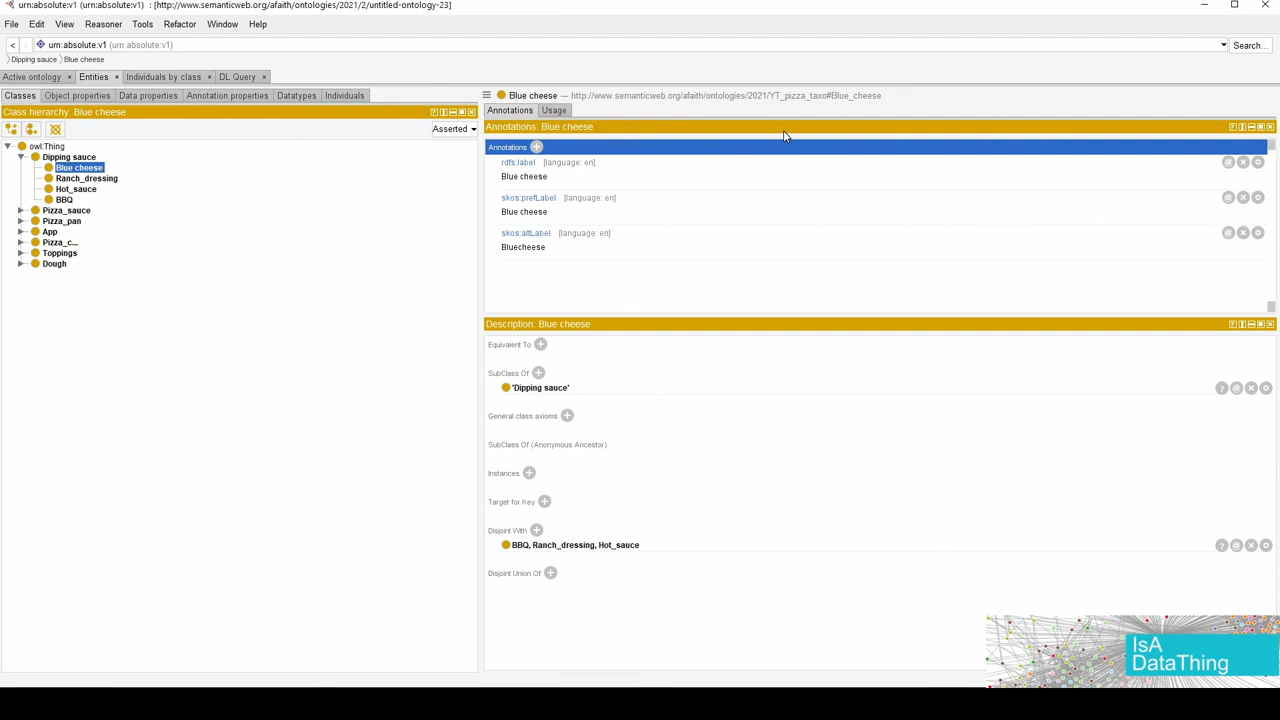 urn:absolute:v1 (urn:absolute:v1) : [http://www.semanticweb.org/afaith/ontologies/2021/2/untitled-ontology-23]
File Edit View Reasoner Tools Refactor Window Help
< > urn:absolute:v1 (urn:absolute:v1) Search...
Dipping sauce Blue cheese
Active ontology × Entities × Individuals by class × DL Query ×
Classes Object properties Data properties Annotation properties Datatypes Individuals
Class hierarchy: Blue cheese
Asserted
owl:Thing
Dipping sauce
Blue cheese
Ranch_dressing
Hot_sauce
BBQ
Pizza_sauce
Pizza_pan
App
Pizza_c...
Toppings
Dough
Blue cheese — http://www.semanticweb.org/afaith/ontologies/2021/YT_pizza_taxo#Blue_cheese
Annotations Usage
Annotations: Blue cheese
Annotations
rdfs:label [language: en]
Blue cheese
skos:prefLabel [language: en]
Blue cheese
skos:altLabel [language: en]
Bluecheese
Description: Blue cheese
Equivalent To
SubClass Of
'Dipping sauce'
General class axioms
SubClass Of (Anonymous Ancestor)
Instances
Target for Key
Disjoint With
BBQ, Ranch_dressing, Hot_sauce
Disjoint Union Of
IsA
DataThing